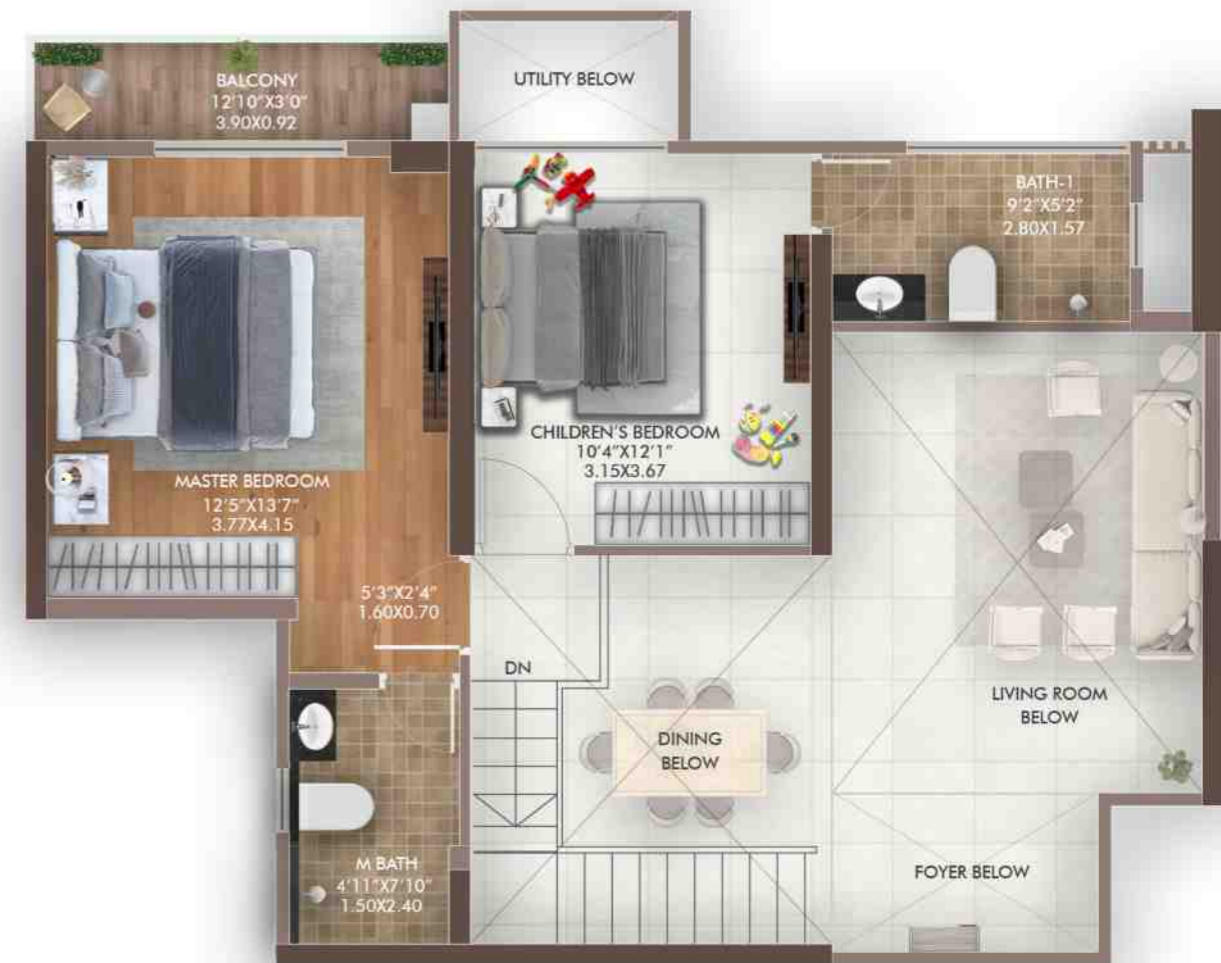 BALCONY
12'10"X3'0"
3.90X0.92
UTILITY BELOW
BATH-1
9'2"X5'2"
2.80X1.57
CHILDREN'S BEDROOM
10'4"X12'1"
3.15X3.67
MASTER BEDROOM
12'5"X13'7"
3.77X4.15
5'3"X2'4"
1.60X0.70
DN
LIVING ROOM
BELOW
DINING
BELOW
M BATH
4'11"X7'10"
1.50X2.40
FOYER BELOW